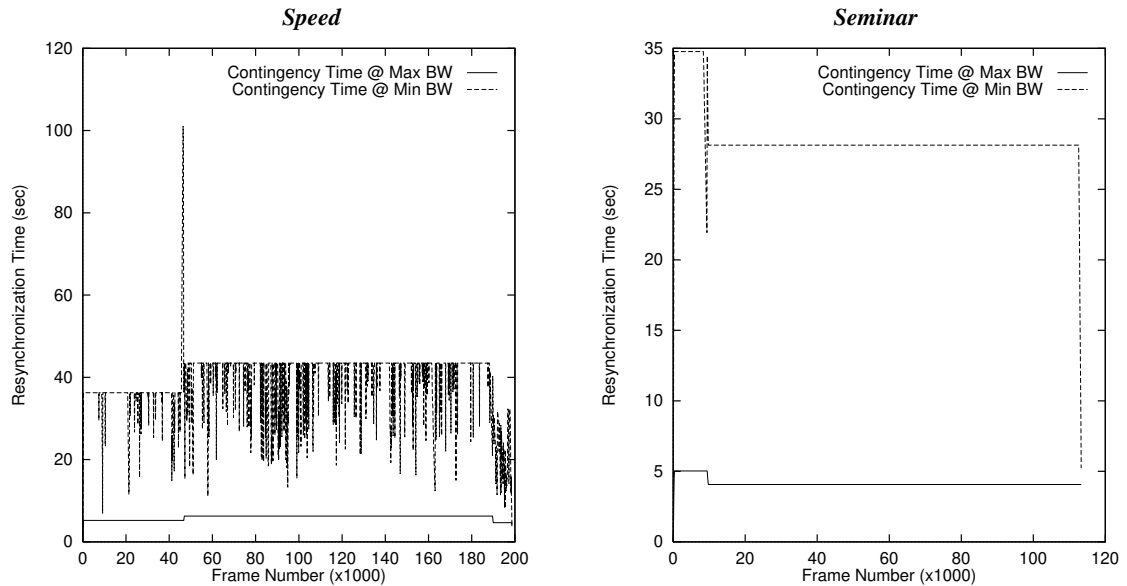 Speed
120
100
80
60
40
20
0
Resynchronization Time (sec)
Contingency Time @ Max BW
Contingency Time @ Min BW
0 20 40 60 80 100 120 140 160 180 200
Frame Number (x1000)
Seminar
35
30
25
20
15
10
5
0
Resynchronization Time (sec)
Contingency Time @ Max BW
Contingency Time @ Min BW
0 20 40 60 80 100 120
Frame Number (x1000)